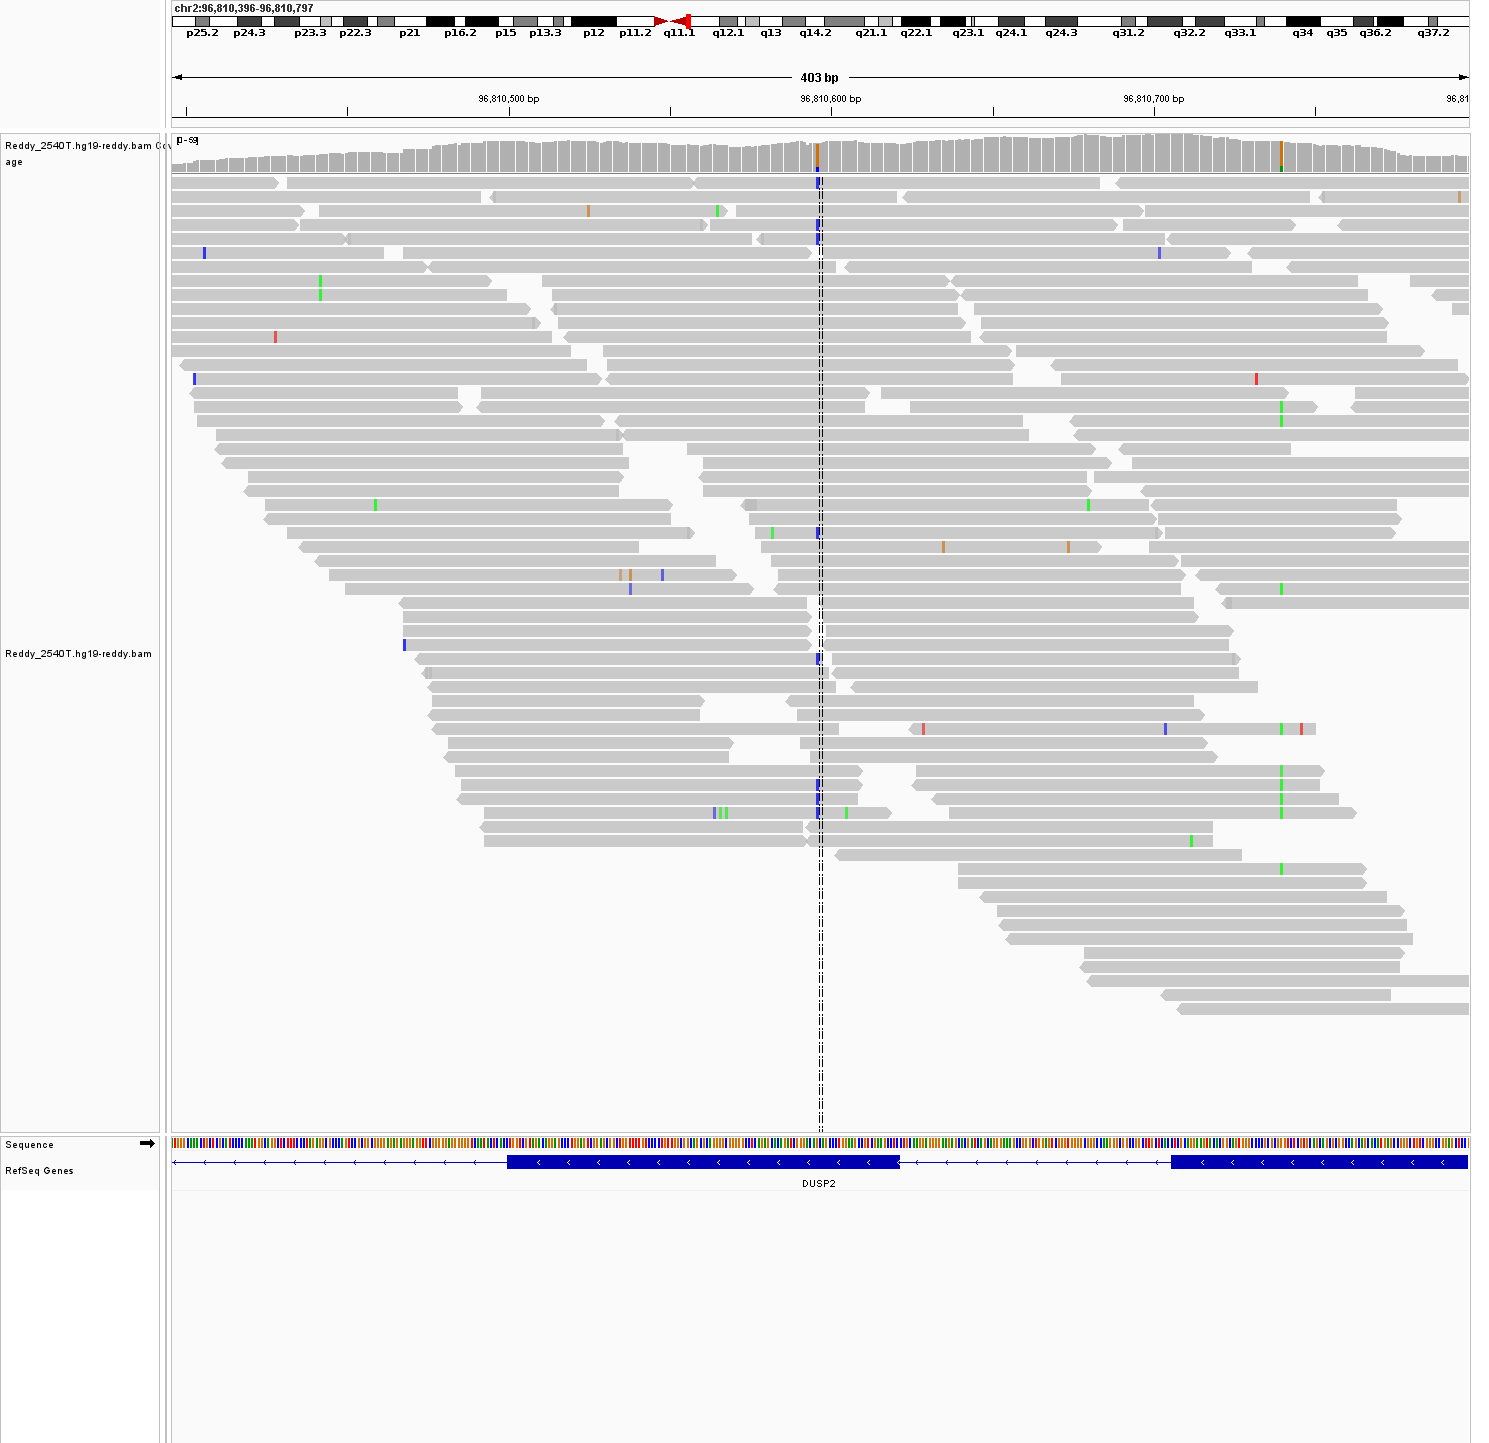 chr2:96,810,396-96,810,797
p25.2 p24.3 p23.3 p22.3 p21 p16.2 p15 p13.3 p12 p11.2 q11.1 q12.1 q13 q14.2 q21.1 q22.1 q23.1 q24.1 q24.3 q31.2 q32.2 q33.1 q34 q35 q36.2 q37.2
403 bp
96,810,500 bp 96,810,600 bp 96,810,700 bp 96,81
[0-59]
Reddy_2540T.hg19-reddy.bam Cov
age
Reddy_2540T.hg19-reddy.bam
Sequence
RefSeq Genes
DUSP2